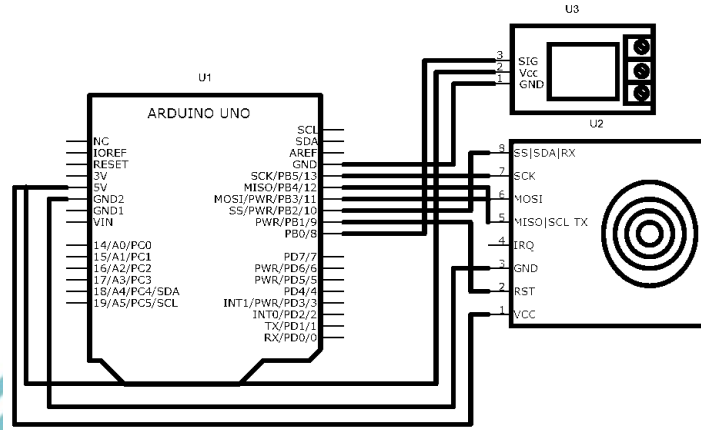 U3
3 SIG
2 Vcc
1 GND
U1
ARDUINO UNO
NC
IOREF
RESET
3V
5V
GND2
GND1
VIN
14/A0/PC0
15/A1/PC1
16/A2/PC2
17/A3/PC3
18/A4/PC4/SDA
19/A5/PC5/SCL
SCL
SDA
AREF
GND
SCK/PB5/13
MISO/PB4/12
MOSI/PWR/PB3/11
SS/PWR/PB2/10
PWR/PB1/9
PB0/8
PD7/7
PWR/PD6/6
PWR/PD5/5
PD4/4
INT1/PWR/PD3/3
INT0/PD2/2
TX/PD1/1
RX/PD0/0
U2
8 SS|SDA|RX
7 SCK
6 MOSI
5 MISO|SCL TX
4 IRQ
3 GND
2 RST
1 VCC